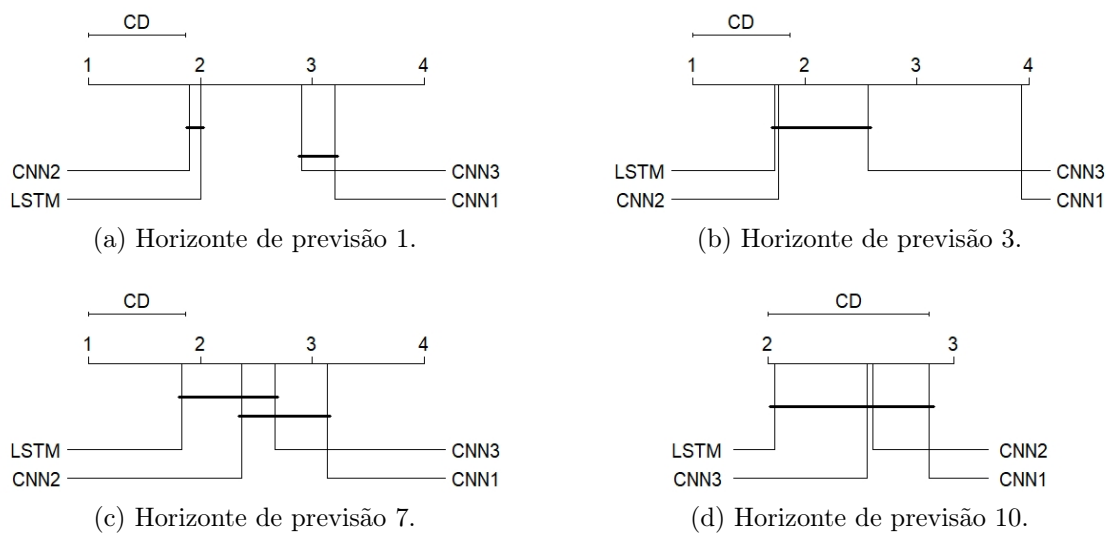 CD
1 2 3 4
CNN2 CNN3
LSTM CNN1
(a) Horizonte de previsão 1.
CD
1 2 3 4
LSTM CNN3
CNN2 CNN1
(b) Horizonte de previsão 3.
CD
1 2 3 4
LSTM CNN3
CNN2 CNN1
(c) Horizonte de previsão 7.
CD
2 3
LSTM CNN2
CNN3 CNN1
(d) Horizonte de previsão 10.